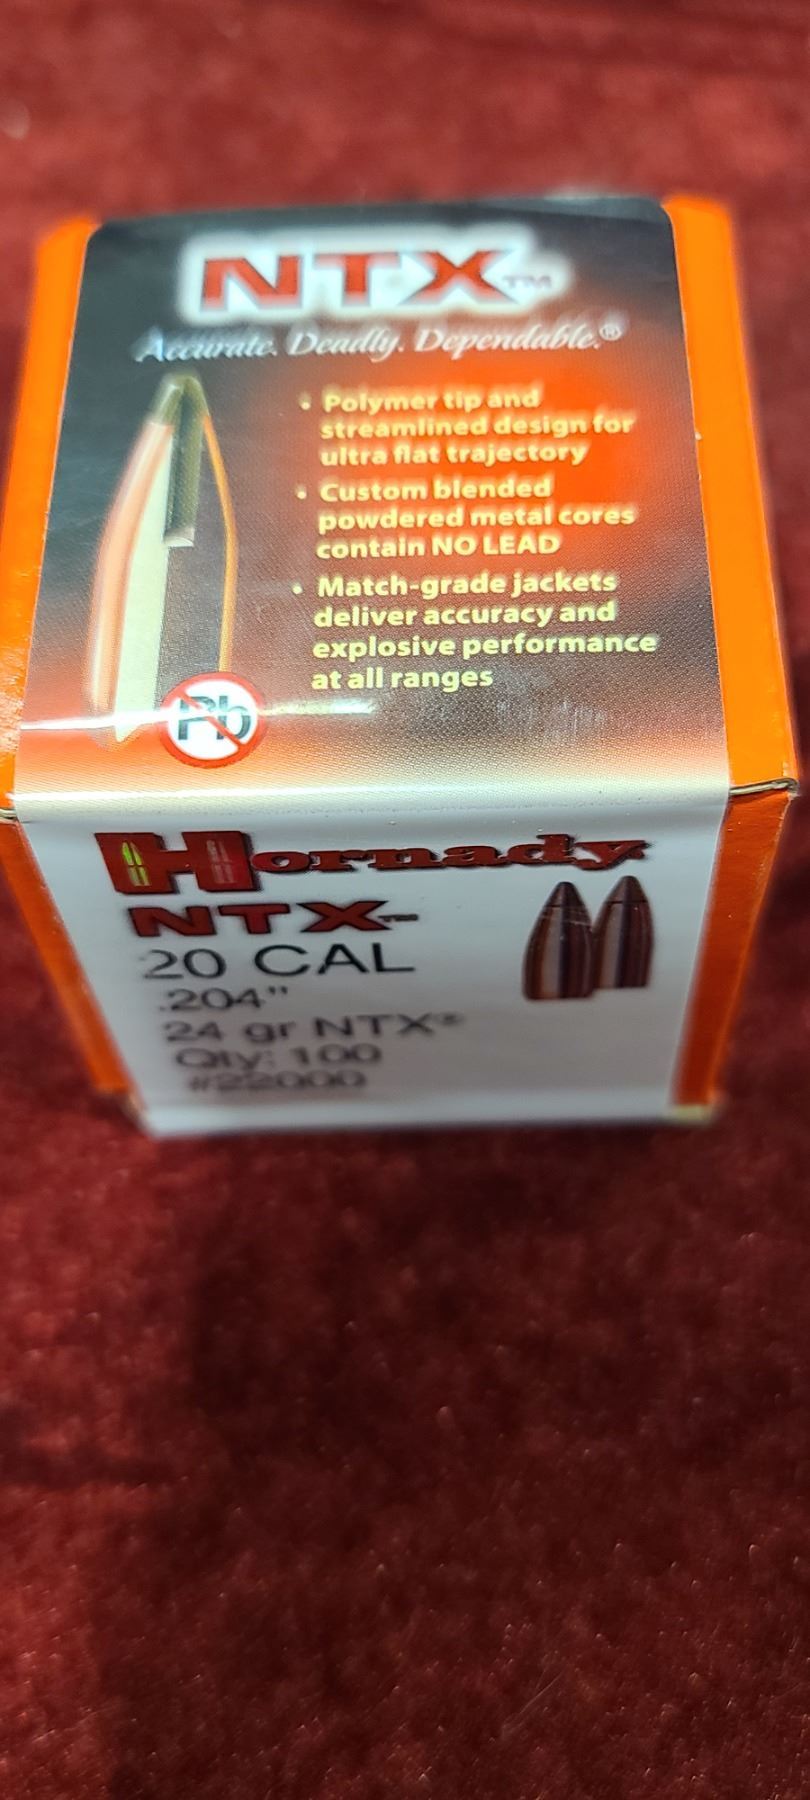 NTX™
Accurate. Deadly. Dependable.®
• Polymer tip and
streamlined design for
ultra flat trajectory
• Custom blended
powdered metal cores
contain NO LEAD
• Match-grade jackets
deliver accuracy and
explosive performance
at all ranges
Pb
Hornady
NTX™
20 CAL
.204"
24 gr NTX®
Qty: 100
#22000